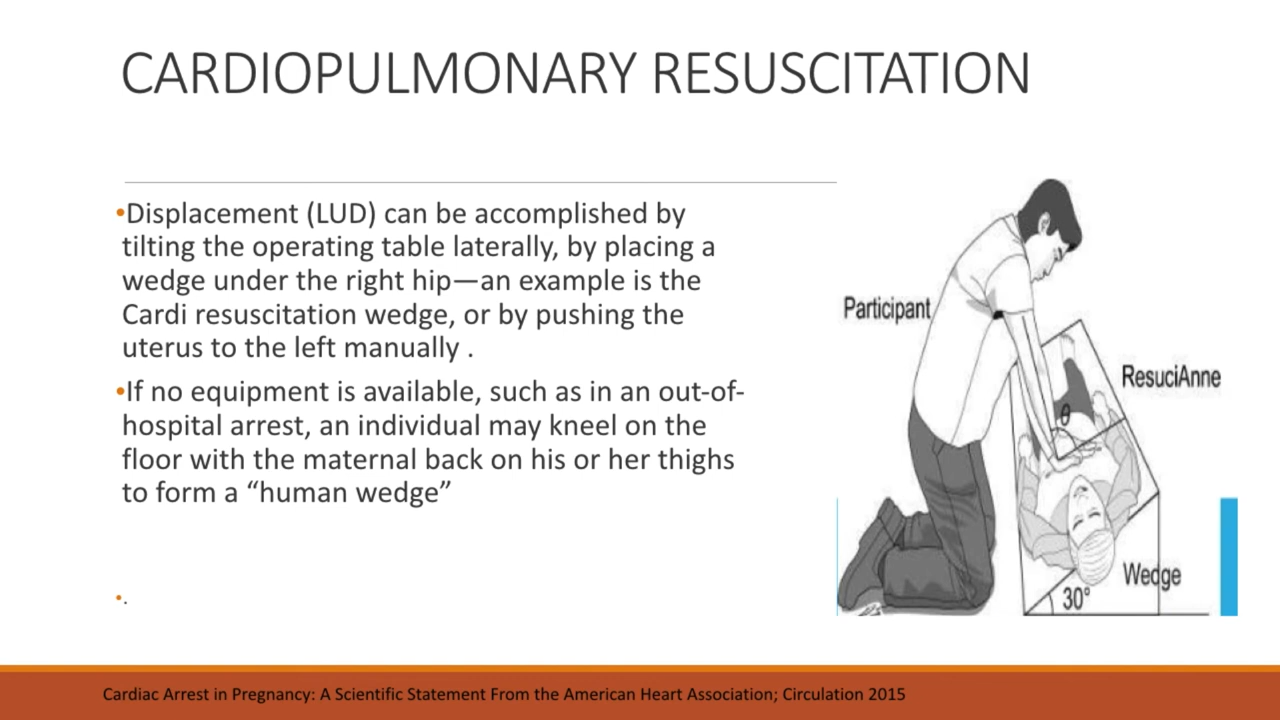 CARDIOPULMONARY RESUSCITATION
•Displacement (LUD) can be accomplished by
tilting the operating table laterally, by placing a
wedge under the right hip—an example is the
Cardi resuscitation wedge, or by pushing the
uterus to the left manually .
•If no equipment is available, such as in an out-of-
hospital arrest, an individual may kneel on the
floor with the maternal back on his or her thighs
to form a “human wedge”
•.
Participant
ResuciAnne
θ
Wedge
30°
Cardiac Arrest in Pregnancy: A Scientific Statement From the American Heart Association; Circulation 2015